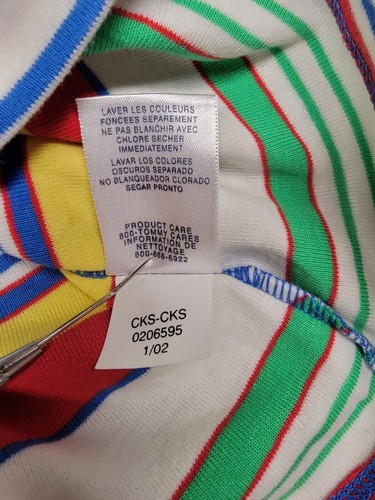 LAVER LES COULEURS
FONCEES SEPAREMENT
NE PAS BLANCHIR AVEC
CHLORE SECHER
IMMEDIATEMENT
LAVAR LOS COLORES
OSCUROS SEPARADO
NO BLANQUEADOR CLORADO
SECAR PRONTO
PRODUCT CARE
800-TOMMY CARES
INFORMATION DE
NETTOYAGE
800-866-6922
CKS-CKS
0206595
1/02